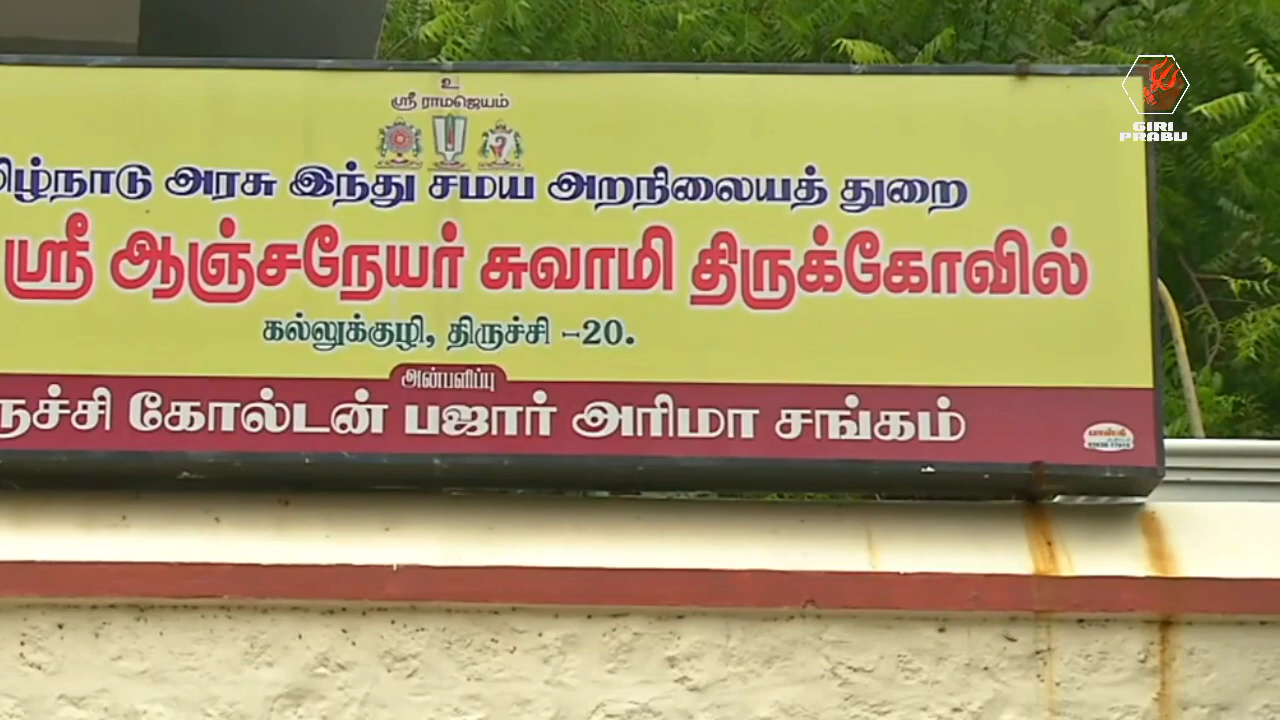 உ
ஸ்ரீ ராமஜெயம்
GIRI
PRABU
மிழ்நாடு அரசு இந்து சமய அறநிலையத் துறை
ஸ்ரீ ஆஞ்சநேயர் சுவாமி திருக்கோவில்
கல்லுக்குழி, திருச்சி -20.
அன்பளிப்பு
ருச்சி கோல்டன் பஜார் அரிமா சங்கம்